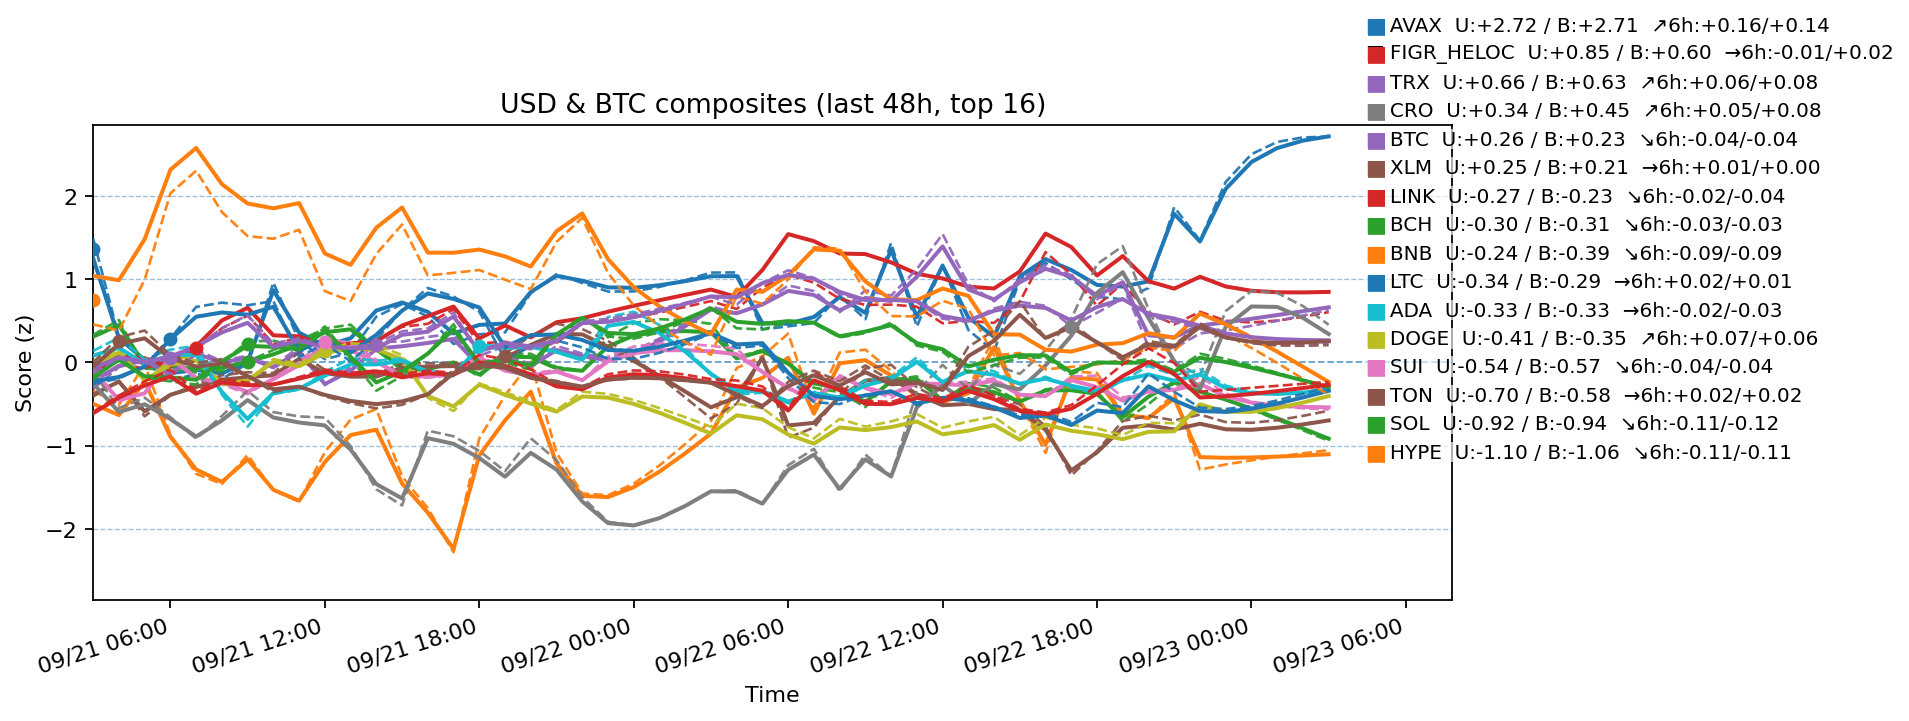 AVAX  U:+2.72 / B:+2.71  ↗6h:+0.16/+0.14
FIGR_HELOC  U:+0.85 / B:+0.60  →6h:-0.01/+0.02
TRX  U:+0.66 / B:+0.63  ↗6h:+0.06/+0.08
CRO  U:+0.34 / B:+0.45  ↗6h:+0.05/+0.08
BTC  U:+0.26 / B:+0.23  ↘6h:-0.04/-0.04
XLM  U:+0.25 / B:+0.21  →6h:+0.01/+0.00
LINK  U:-0.27 / B:-0.23  ↘6h:-0.02/-0.04
BCH  U:-0.30 / B:-0.31  ↘6h:-0.03/-0.03
BNB  U:-0.24 / B:-0.39  ↘6h:-0.09/-0.09
LTC  U:-0.34 / B:-0.29  →6h:+0.02/+0.01
ADA  U:-0.33 / B:-0.33  →6h:-0.02/-0.03
DOGE  U:-0.41 / B:-0.35  ↗6h:+0.07/+0.06
SUI  U:-0.54 / B:-0.57  ↘6h:-0.04/-0.04
TON  U:-0.70 / B:-0.58  →6h:+0.02/+0.02
SOL  U:-0.92 / B:-0.94  ↘6h:-0.11/-0.12
HYPE  U:-1.10 / B:-1.06  ↘6h:-0.11/-0.11
USD & BTC composites (last 48h, top 16)
Score (z)
2
1
0
−1
−2
09/21 06:00
09/21 12:00
09/21 18:00
09/22 00:00
09/22 06:00
09/22 12:00
09/22 18:00
09/23 00:00
09/23 06:00
Time